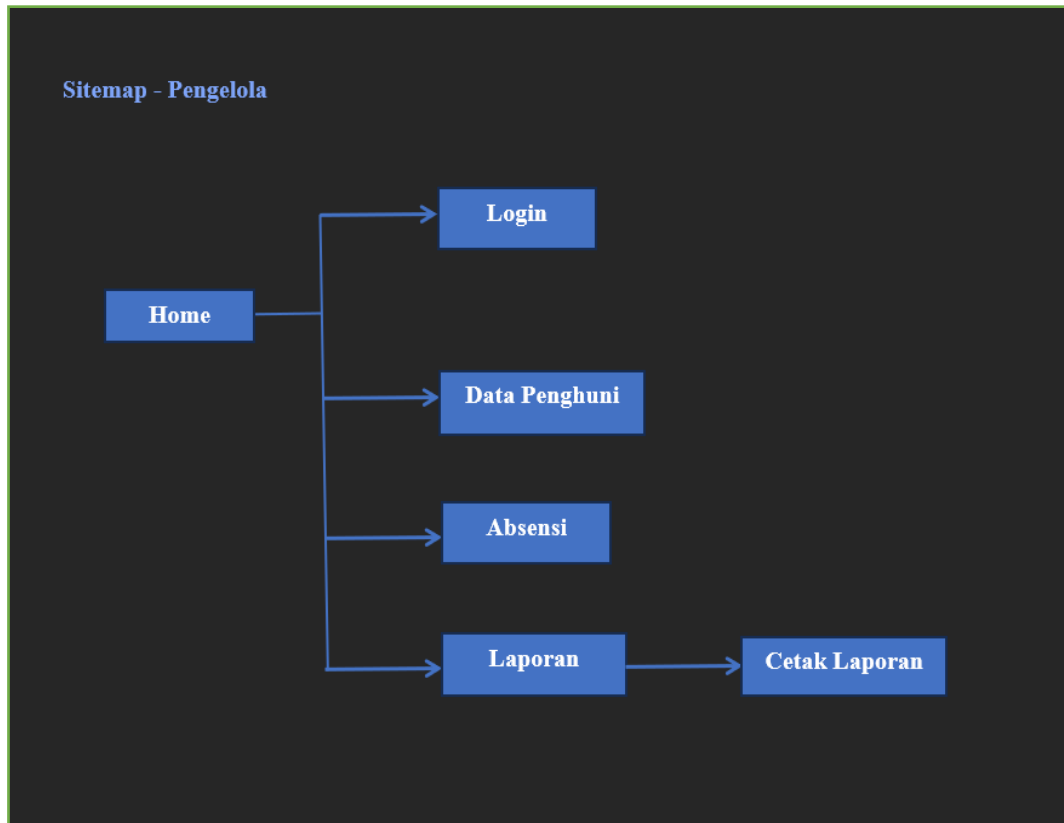 Sitemap - Pengelola
Login
Home
Data Penghuni
Absensi
Laporan
Cetak Laporan